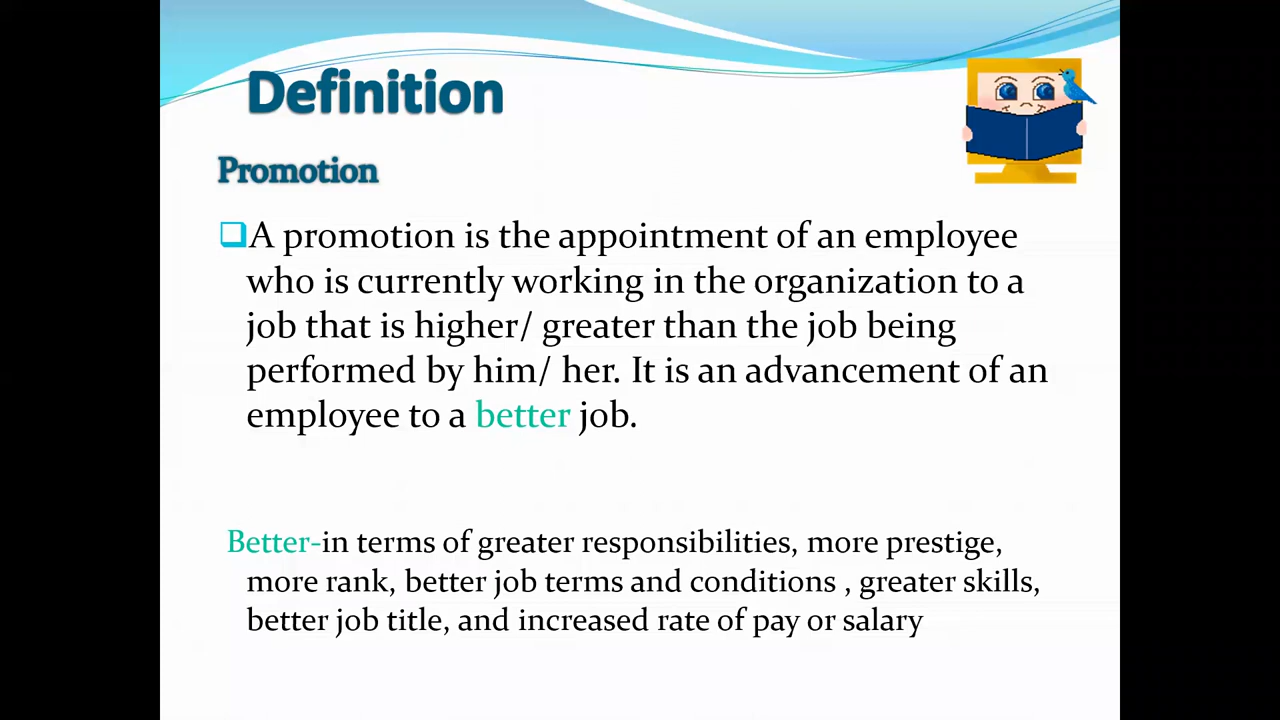 Definition
Promotion
A promotion is the appointment of an employee
who is currently working in the organization to a
job that is higher/ greater than the job being
performed by him/ her. It is an advancement of an
employee to a better job.
Better-in terms of greater responsibilities, more prestige,
more rank, better job terms and conditions , greater skills,
better job title, and increased rate of pay or salary